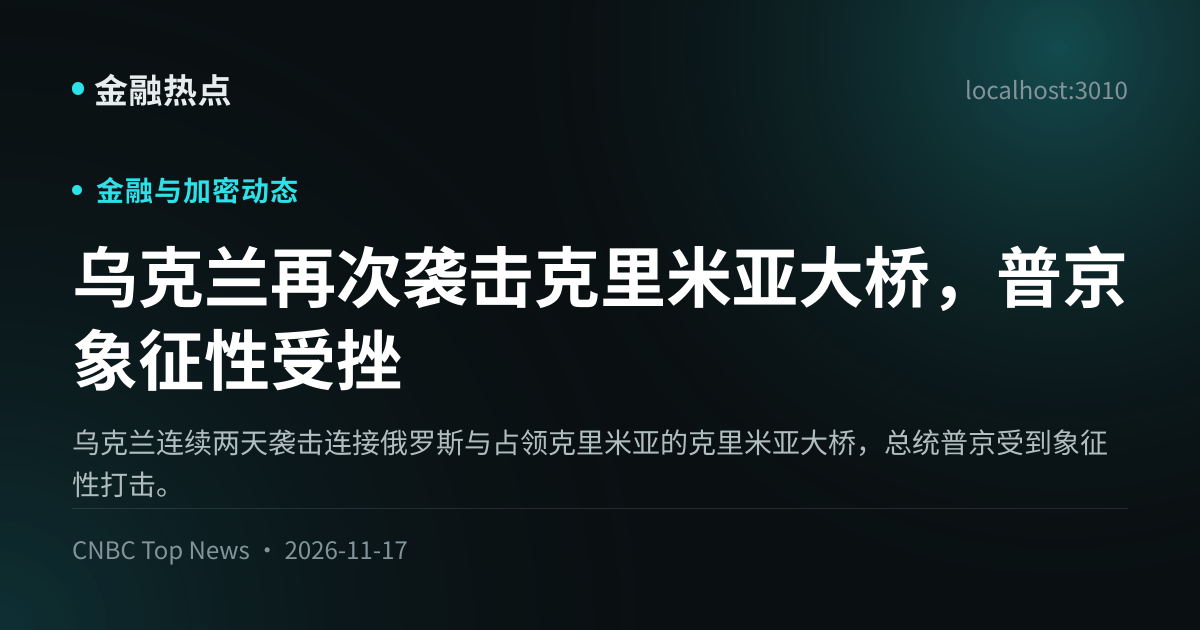 金融热点
localhost:3010
金融与加密动态
乌克兰再次袭击克里米亚大桥，普京
象征性受挫
乌克兰连续两天袭击连接俄罗斯与占领克里米亚的克里米亚大桥，总统普京受到象征
性打击。
CNBC Top News • 2026-11-17